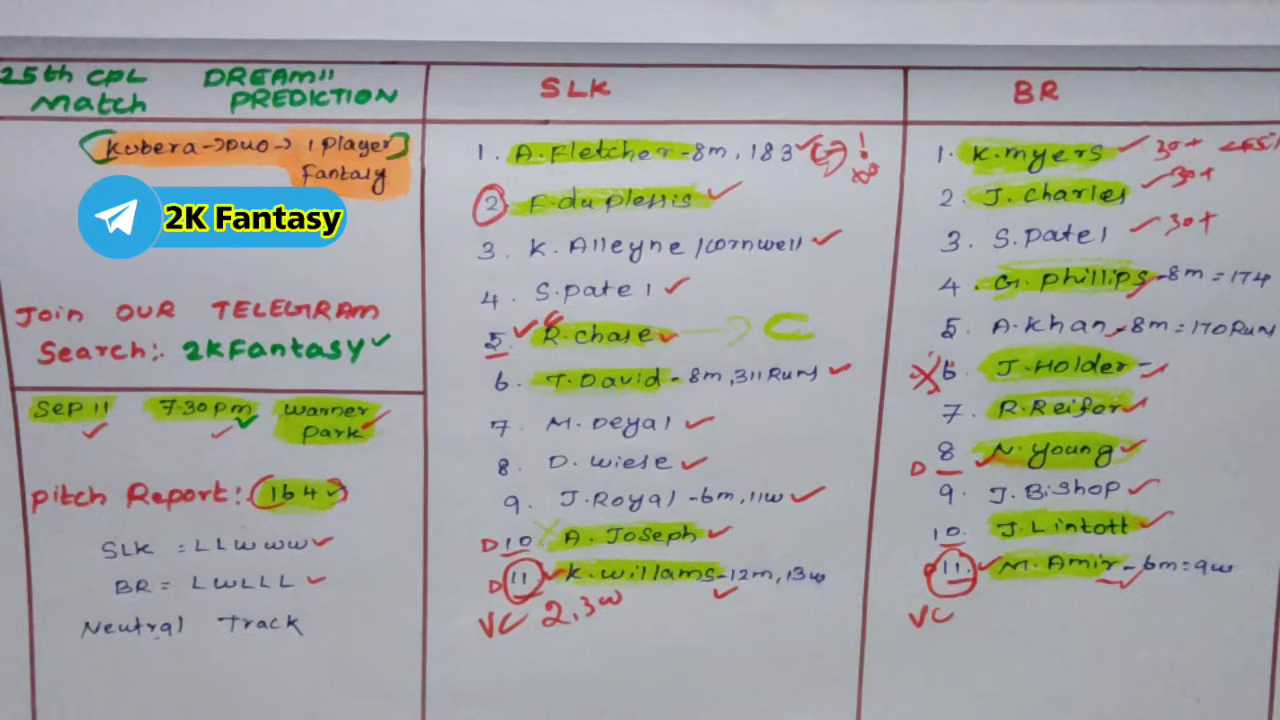 25th CPL DREAM11
Match PREDICTION
Kubera→Duo→ 1 player
Fantasy
2K Fantasy
Join OUR TELEGRAM
Search:. 2KFantasy
Sep 11 7.30pm Warner
Park
Pitch Report: 164
SLK = LLWWW
BR = LWLLL
Neutral Track
SLK
1. A. Fletcher - 8m, 183
2 F. du plessis
3. K. Alleyne / Cornwell
4. S. Patel
5. R. chase → C
6. T. David - 8m, 311 Runs
7. M. Deyal
8. D. Wiese
9. J. Royal - 6m, 11w
D 10. A. Joseph
D 11 K. Willams - 12m, 13w
VC 2, 3w
BR
1. K. myers 30+
2. J. Charles 30+
3. S. Patel 30+
4. G. Phillips - 8m = 174
5. A. Khan - 8m = 170 Runs
6. J. Holder -
7. R. Reifer
D 8 N. Young
9. J. Bishop
10. J. Lintott
11. M. Amir - 6m = 9w
VC